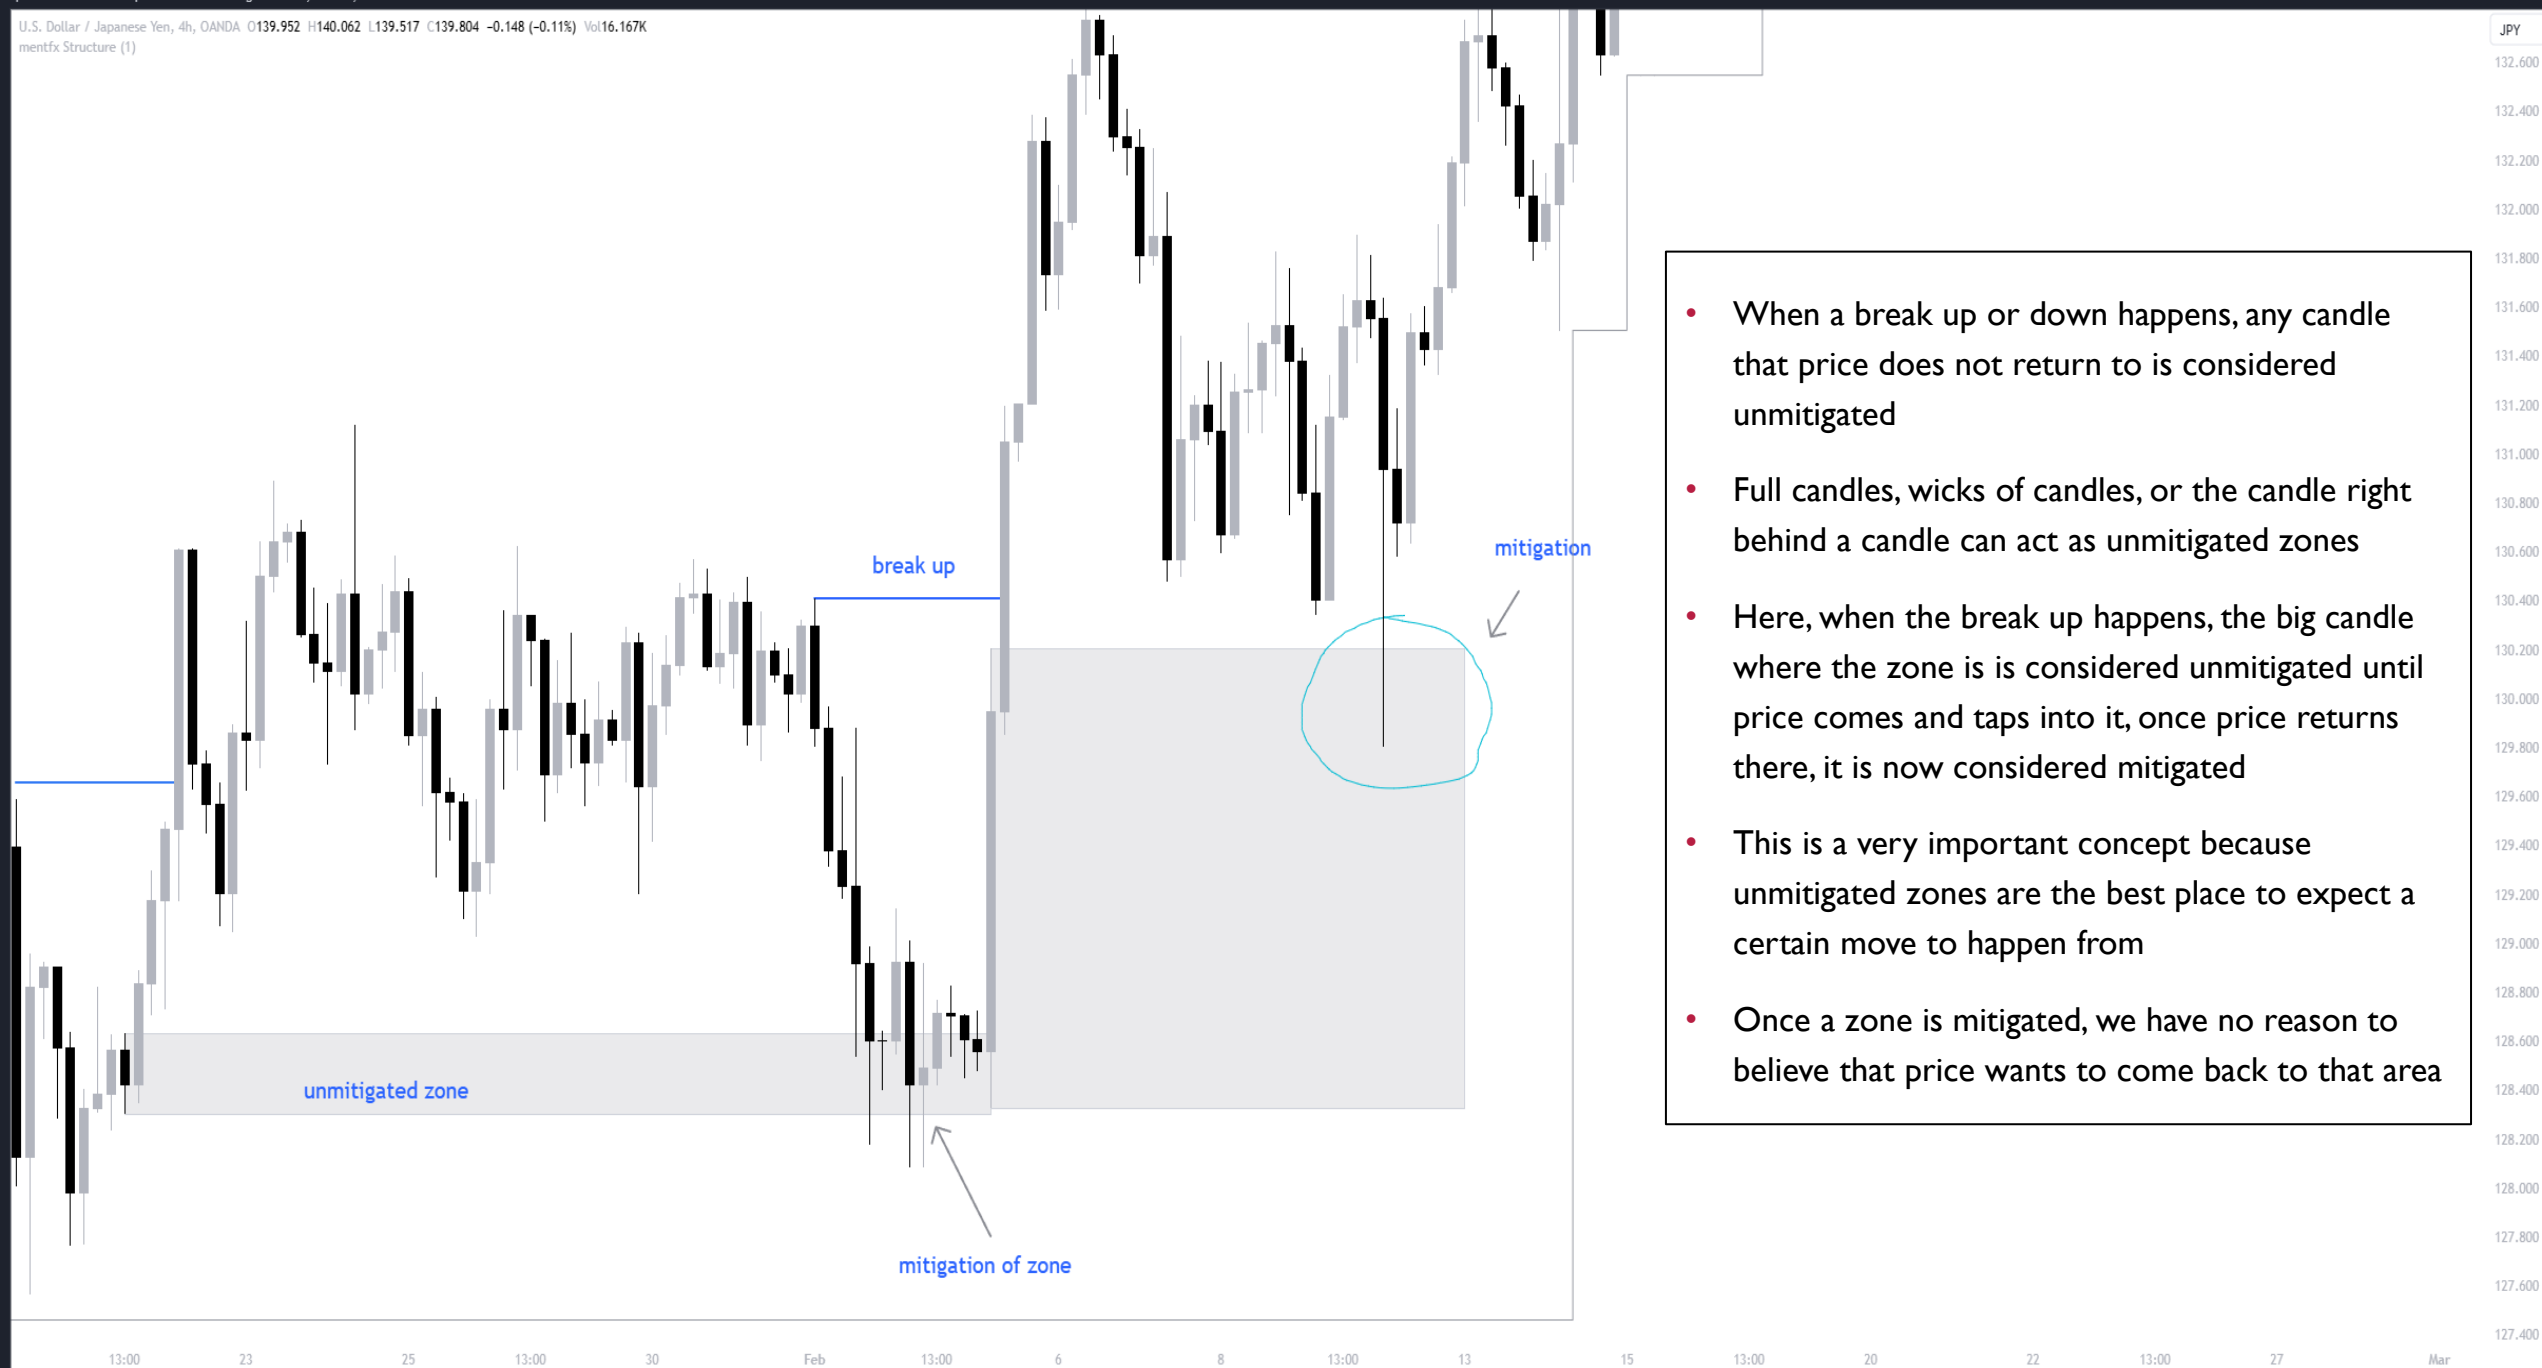 U.S. Dollar / Japanese Yen, 4h, OANDA O139.952 H140.062 L139.517 C139.804 −0.148 (−0.11%) Vol16.167K
mentfx Structure (1)
JPY
132.600
132.400
132.200
132.000
131.800
131.600
131.400
131.200
131.000
130.800
130.600
130.400
130.200
130.000
129.800
129.600
129.400
129.200
129.000
128.800
128.600
128.400
128.200
128.000
127.800
127.600
127.400
break up
mitigation
unmitigated zone
mitigation of zone
• When a break up or down happens, any candle
that price does not return to is considered
unmitigated
• Full candles, wicks of candles, or the candle right
behind a candle can act as unmitigated zones
• Here, when the break up happens, the big candle
where the zone is is considered unmitigated until
price comes and taps into it, once price returns
there, it is now considered mitigated
• This is a very important concept because
unmitigated zones are the best place to expect a
certain move to happen from
• Once a zone is mitigated, we have no reason to
believe that price wants to come back to that area
13:00 23 25 13:00 30 Feb 13:00 6 8 13:00 13 15 13:00 20 22 13:00 27 Mar